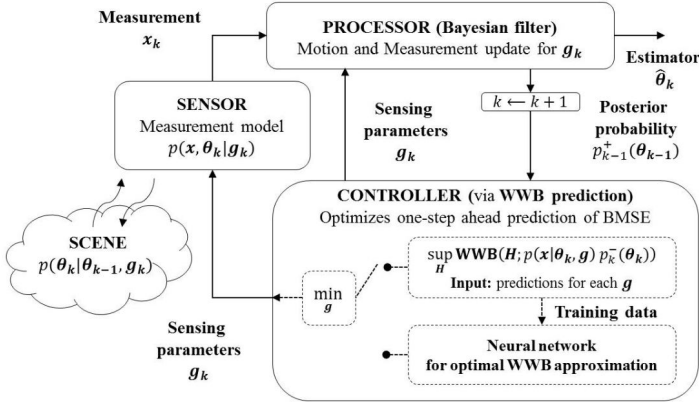 Measurement
x_k
PROCESSOR (Bayesian filter)
Motion and Measurement update for g_k
Estimator
θ̂_k
SENSOR
Measurement model
p(x, θ_k|g_k)
Sensing
parameters
g_k
k ← k + 1
Posterior
probability
p⁺_{k−1}(θ_{k−1})
SCENE
p(θ_k|θ_{k−1}, g_k)
CONTROLLER (via WWB prediction)
Optimizes one-step ahead prediction of BMSE
sup WWB(H; p(x|θ_k, g) p⁻_k(θ_k))
H
Input: predictions for each g
min
g
Training data
Sensing
parameters
g_k
Neural network
for optimal WWB approximation